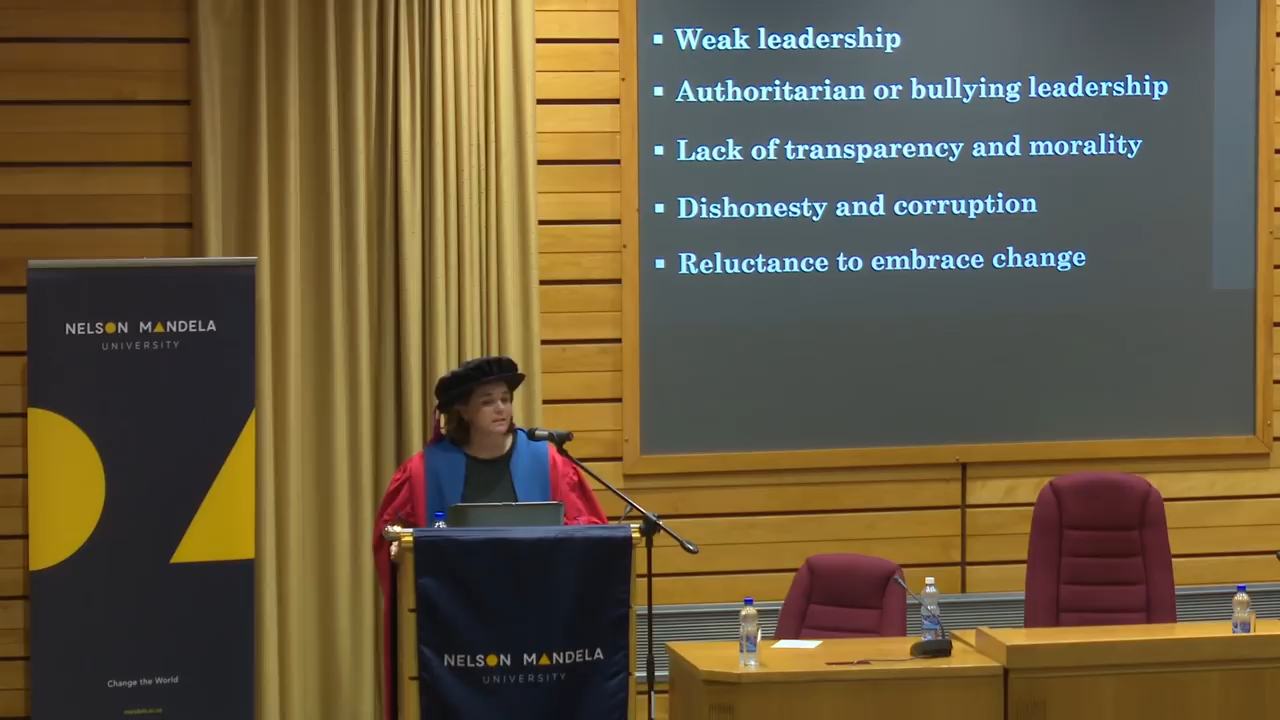 Weak leadership
Authoritarian or bullying leadership
Lack of transparency and morality
Dishonesty and corruption
Reluctance to embrace change
NELSON MANDELA
UNIVERSITY
Change the World
NELSON MANDELA
UNIVERSITY